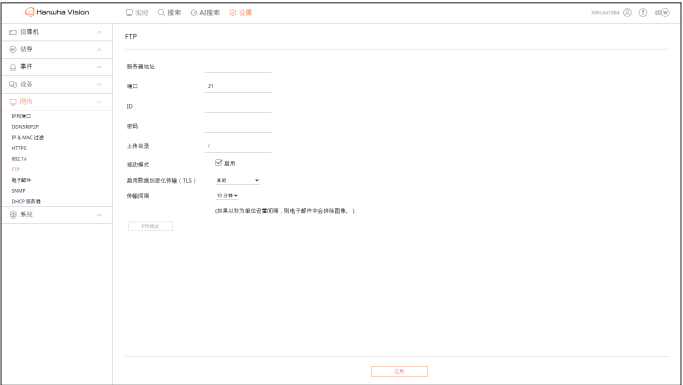 Hanwha Vision
实时 搜索 AI搜索 设置
XRN-6410B4
摄像机
储存
事件
设备
网络
IP和端口
DDNS和P2P
IP & MAC 过滤
HTTPS
802.1x
FTP
电子邮件
SNMP
DHCP 服务器
系统
FTP
服务器地址
端口 21
ID
密码
上传目录 /
被动模式 启用
启用数据加密化传输（TLS） 关闭
传输间隔 10 分钟
(如果以秒为单位设置间隔，则电子邮件中会排除图像。)
FTP测试
应用